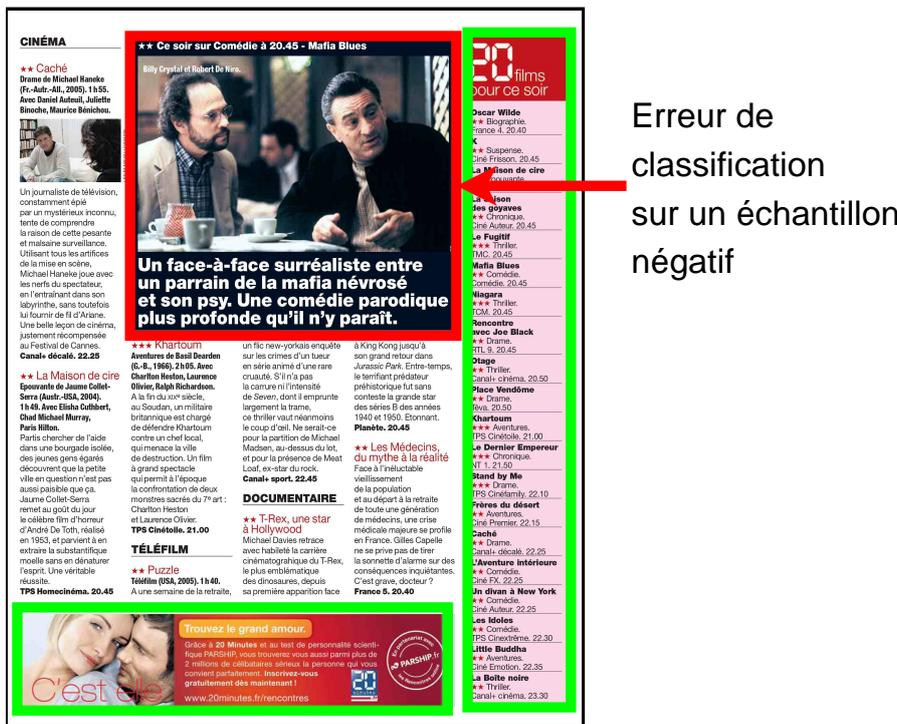 CINÉMA
★★ Caché
Drame de Michael Haneke
(Fr.-Autr.-All., 2005). 1 h 55.
Avec Daniel Auteuil, Juliette
Binoche, Maurice Bénichou.
Un journaliste de télévision,
constamment épié
par un mystérieux inconnu,
tente de comprendre
la raison de cette pesante
et malsaine surveillance.
Utilisant tous les artifices
de la mise en scène,
Michael Haneke joue avec
les nerfs du spectateur,
en l'entraînant dans son
labyrinthe, sans toutefois
lui fournir de fil d'Ariane.
Une belle leçon de cinéma,
justement récompensée
au Festival de Cannes.
Canal+ décalé. 22.25
★★ La Maison de cire
Epouvante de Jaume Collet-
Serra (Austr.-USA, 2004).
1 h 49. Avec Elisha Cuthbert,
Chad Michael Murray,
Paris Hilton.
Partis chercher de l'aide
dans une bourgade isolée,
des jeunes gens égarés
découvrent que la petite
ville en question n'est pas
aussi paisible que ça.
Jaume Collet-Serra
remet au goût du jour
le célèbre film d'horreur
d'André De Toth, réalisé
en 1953, et parvient à en
extraire la substantifique
moelle sans en dénaturer
l'esprit. Une véritable
réussite.
TPS Homecinéma. 20.45
★★ Ce soir sur Comédie à 20.45 - Mafia Blues
Billy Crystal et Robert De Niro.
Un face-à-face surréaliste entre
un parrain de la mafia névrosé
et son psy. Une comédie parodique
plus profonde qu'il n'y paraît.
★★★ Khartoum
Aventures de Basil Dearden
(G.-B., 1966). 2 h 05. Avec
Charlton Heston, Laurence
Olivier, Ralph Richardson.
A la fin du XIXe siècle,
au Soudan, un militaire
britannique est chargé
de défendre Khartoum
contre un chef local,
qui menace la ville
de destruction. Un film
à grand spectacle
qui permit à l'époque
la confrontation de deux
monstres sacrés du 7e art :
Charlton Heston
et Laurence Olivier.
TPS Cinétoile. 21.00
TÉLÉFILM
★★ Puzzle
Téléfilm (USA, 2005). 1 h 40.
A une semaine de la retraite,
un flic new-yorkais enquête
sur les crimes d'un tueur
en série animé d'une rare
cruauté. S'il n'a pas
la carrure ni l'intensité
de Seven, dont il emprunte
largement la trame,
ce thriller vaut néanmoins
le coup d'œil. Ne serait-ce
pour la partition de Michael
Madsen, au-dessus du lot,
et pour la présence de Meat
Loaf, ex-star du rock.
Canal+ sport. 22.45
DOCUMENTAIRE
★★ T-Rex, une star
à Hollywood
Michael Davies retrace
avec habileté la carrière
cinématographique du T-Rex,
le plus emblématique
des dinosaures, depuis
sa première apparition face
à King Kong jusqu'à
son grand retour dans
Jurassic Park. Entre-temps,
le terrifiant prédateur
préhistorique fut sans
conteste la grande star
des séries B des années
1940 et 1950. Etonnant.
Planète. 20.45
★★ Les Médecins,
du mythe à la réalité
Face à l'inéluctable
vieillissement
de la population
et au départ à la retraite
de toute une génération
de médecins, une crise
médicale majeure se profile
en France. Gilles Capelle
ne se prive pas de tirer
la sonnette d'alarme sur des
conséquences inquiétantes.
C'est grave, docteur ?
France 5. 20.40
20 films
pour ce soir
Oscar Wilde
★★ Biographie.
France 4. 20.40
X
★★ Suspense.
Ciné Frisson. 20.45
La Maison de cire
Epouvante.
La Saison
des goyaves
★★ Chronique.
Ciné Auteur. 20.45
Le Fugitif
★★★ Thriller.
TMC. 20.45
Mafia Blues
★★ Comédie.
Comédie. 20.45
Niagara
★★★ Thriller.
TCM. 20.45
Rencontre
avec Joe Black
★★ Drame.
RTL 9. 20.45
Otage
★★ Thriller.
Canal+ cinéma. 20.50
Place Vendôme
★★ Drame.
Téva. 20.50
Khartoum
★★★ Aventures.
TPS Cinétoile. 21.00
Le Dernier Empereur
★★★ Chronique.
NT 1. 21.50
Stand by Me
★★★ Drame.
TPS Cinéfamily. 22.10
Frères du désert
★★ Aventures.
Ciné Premier. 22.15
Caché
★★ Drame.
Canal+ décalé. 22.25
L'Aventure intérieure
★★ Comédie.
Ciné FX. 22.25
Un divan à New York
★★ Comédie.
Ciné Auteur. 22.25
Les Idoles
★★ Comédie.
TPS Cinextrême. 22.30
Little Buddha
★★ Aventures.
Ciné Emotion. 22.35
La Boîte noire
★★ Thriller.
Canal+ cinéma. 23.30
C'est elle
Trouvez le grand amour.
Grâce à 20 Minutes et au test de personnalité scienti-
fique PARSHIP, vous trouverez vous aussi parmi plus de
2 millions de célibataires sérieux la personne qui vous
convient parfaitement. Inscrivez-vous
gratuitement dès maintenant !
www.20minutes.fr/rencontres
20
minutes
En partenariat avec
PARSHIP.fr
les Rencontres
Erreur de
classification
sur un échantillon
négatif